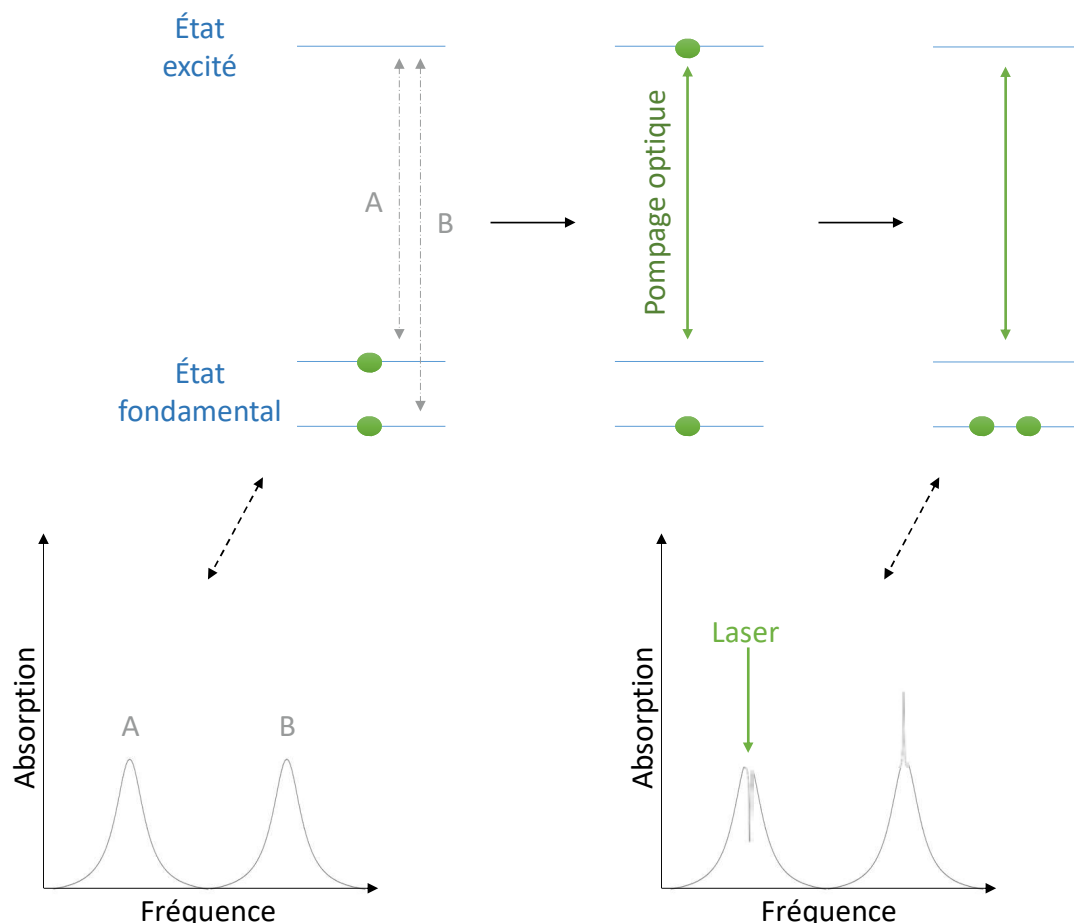 État
excité
A
B
Pompage optique
État
fondamental
Absorption
A
B
Fréquence
Absorption
Laser
Fréquence